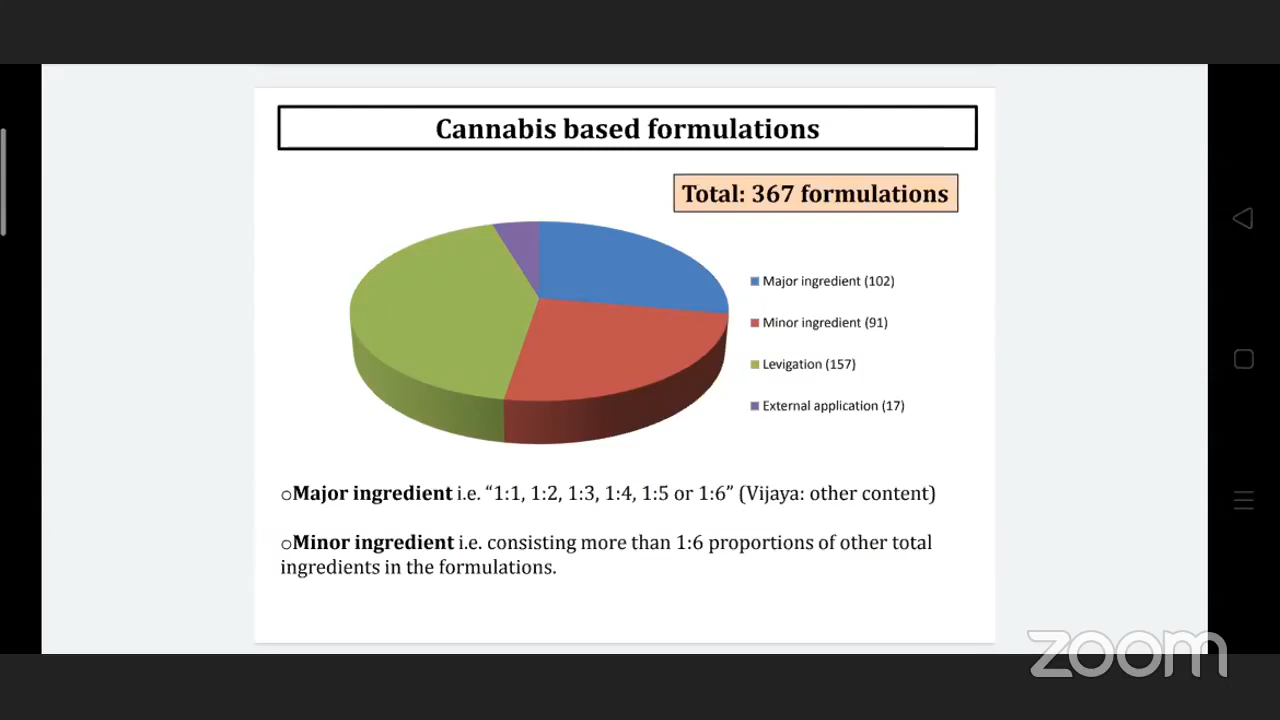 Cannabis based formulations
Total: 367 formulations
Major ingredient (102)
Minor ingredient (91)
Levigation (157)
External application (17)
oMajor ingredient i.e. “1:1, 1:2, 1:3, 1:4, 1:5 or 1:6” (Vijaya: other content)
oMinor ingredient i.e. consisting more than 1:6 proportions of other total
ingredients in the formulations.
zoom